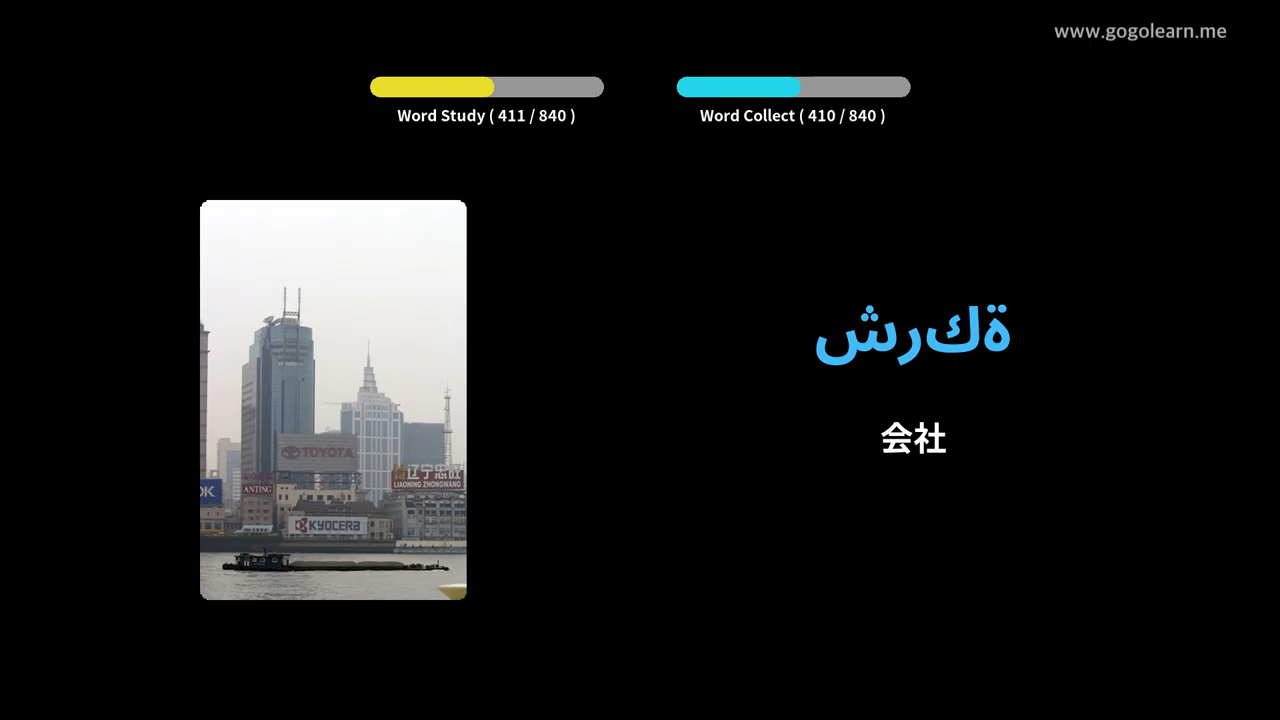 www.gogolearn.me
Word Study ( 411 / 840 )
Word Collect ( 410 / 840 )
شركة
会社
TOYOTA
辽宁忠旺
LIAONING ZHONGWANG
OK
ANTING
KYOCERA